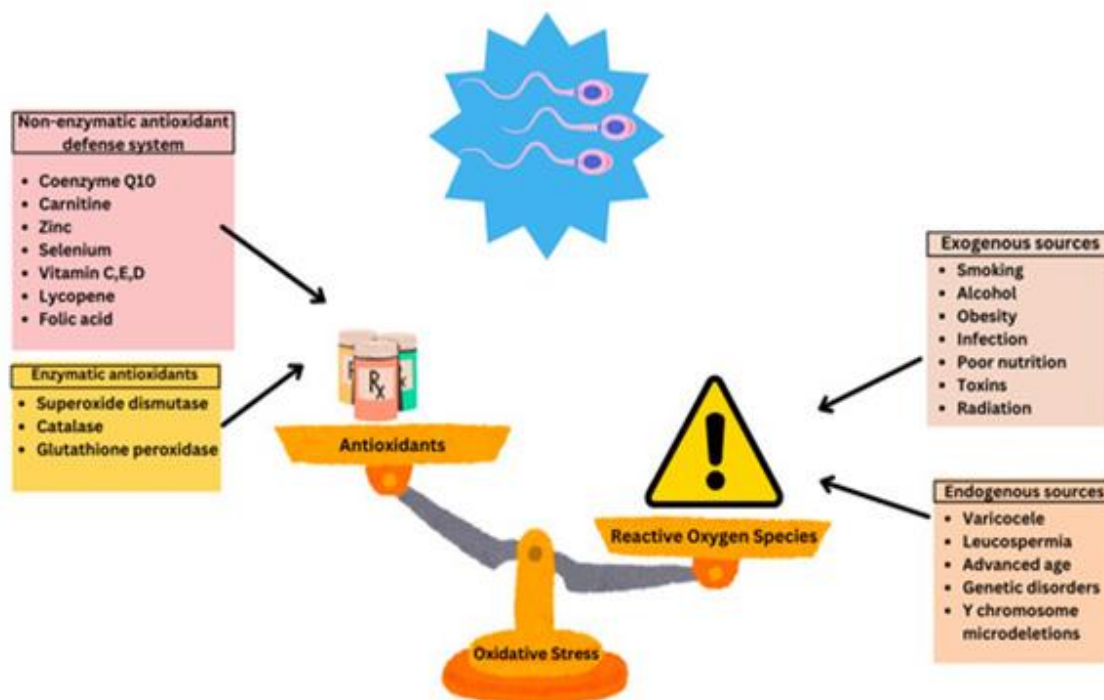 Non-enzymatic antioxidant
defense system
• Coenzyme Q10
• Carnitine
• Zinc
• Selenium
• Vitamin C,E,D
• Lycopene
• Folic acid
Enzymatic antioxidants
• Superoxide dismutase
• Catalase
• Glutathione peroxidase
Rx
Rx
Antioxidants
Exogenous sources
• Smoking
• Alcohol
• Obesity
• Infection
• Poor nutrition
• Toxins
• Radiation
!
Reactive Oxygen Species
Endogenous sources
• Varicocele
• Leucospermia
• Advanced age
• Genetic disorders
• Y chromosome
microdeletions
Oxidative Stress